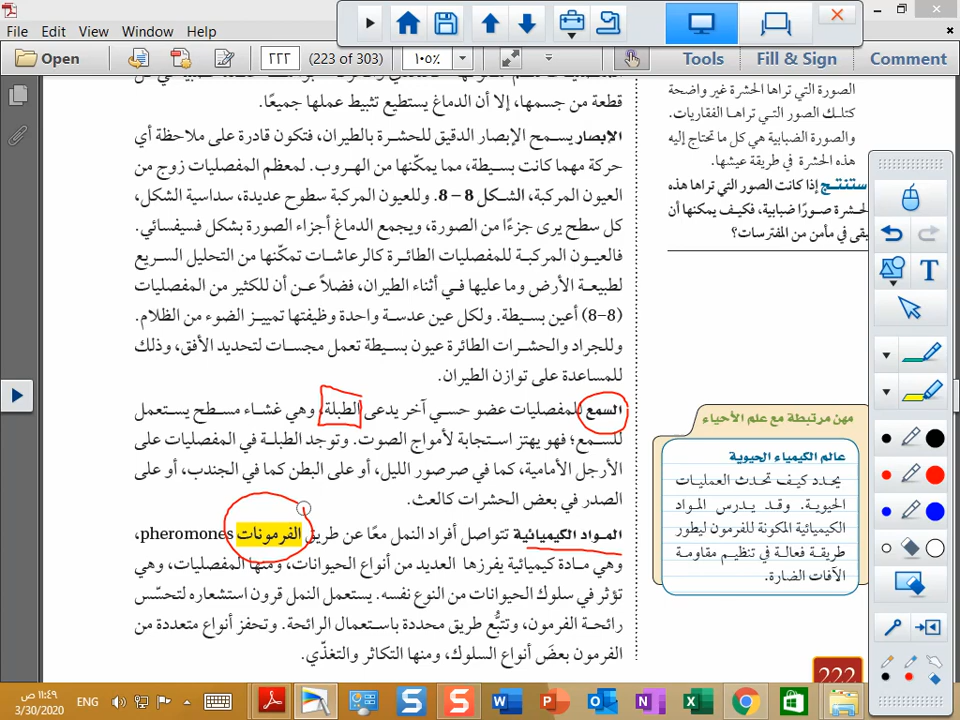 File Edit View Window Help
Open
٢٢٢ (223 of 303)
١٠٥٪
Tools Fill & Sign Comment
قطعة من جسمها، إلا أن الدماغ يستطيع تثبيط عملها جميعًا.
الإبصار يسمح الإبصار الدقيق للحشرة بالطيران، فتكون قادرة على ملاحظة أي
حركة مهما كانت بسيطة، مما يمكّنها من الهروب. لمعظم المفصليات زوج من
العيون المركبة، الشكل 8 – 8. وللعيون المركبة سطوح عديدة، سداسية الشكل،
كل سطح يرى جزءًا من الصورة، ويجمع الدماغ أجزاء الصورة بشكل فسيفسائي.
فالعيون المركبة للمفصليات الطائرة كالرعاشات تمكّنها من التحليل السريع
لطبيعة الأرض وما عليها في أثناء الطيران، فضلاً عن أن للكثير من المفصليات
(8–8) أعين بسيطة. ولكل عين عدسة واحدة وظيفتها تمييز الضوء من الظلام.
وللجراد والحشرات الطائرة عيون بسيطة تعمل مجسات لتحديد الأفق، وذلك
للمساعدة على توازن الطيران.
السمع للمفصليات عضو حسي آخر يدعى الطبلة، وهي غشاء مسطح يستعمل
للسمع؛ فهو يهتز استجابة لأمواج الصوت. وتوجد الطبلة في المفصليات على
الأرجل الأمامية، كما في صرصور الليل، أو على البطن كما في الجندب، أو على
الصدر في بعض الحشرات كالعث.
المواد الكيميائية تتواصل أفراد النمل معًا عن طريق الفرمونات pheromones،
وهي مادة كيميائية يفرزها العديد من أنواع الحيوانات، ومنها المفصليات، وهي
تؤثر في سلوك الحيوانات من النوع نفسه. يستعمل النمل قرون استشعاره لتحسّس
رائحة الفرمون، وتتبُّع طريق محددة باستعمال الرائحة. وتحفز أنواع متعددة من
الفرمون بعضَ أنواع السلوك، ومنها التكاثر والتغذّي.
الصورة التي تراها الحشرة غير واضحة
كتلك الصور التي تراها الفقاريات.
والصورة الضبابية هي كل ما تحتاج إليه
هذه الحشرة في طريقة عيشها.
ستنتج إذا كانت الصور التي تراها هذه
لحشرة صورًا ضبابية، فكيف يمكنها أن
بقى في مأمن من المفترسات؟
مهن مرتبطة مع علم الأحياء
عالم الكيمياء الحيوية
يحدد كيف تحدث العمليات
الحيوية. وقد يدرس المواد
الكيميائية المكونة للفرمون ليطور
طريقة فعالة في تنظيم مقاومة
الآفات الضارة.
222
T
ENG
١١:٤٩ ص
3/30/2020